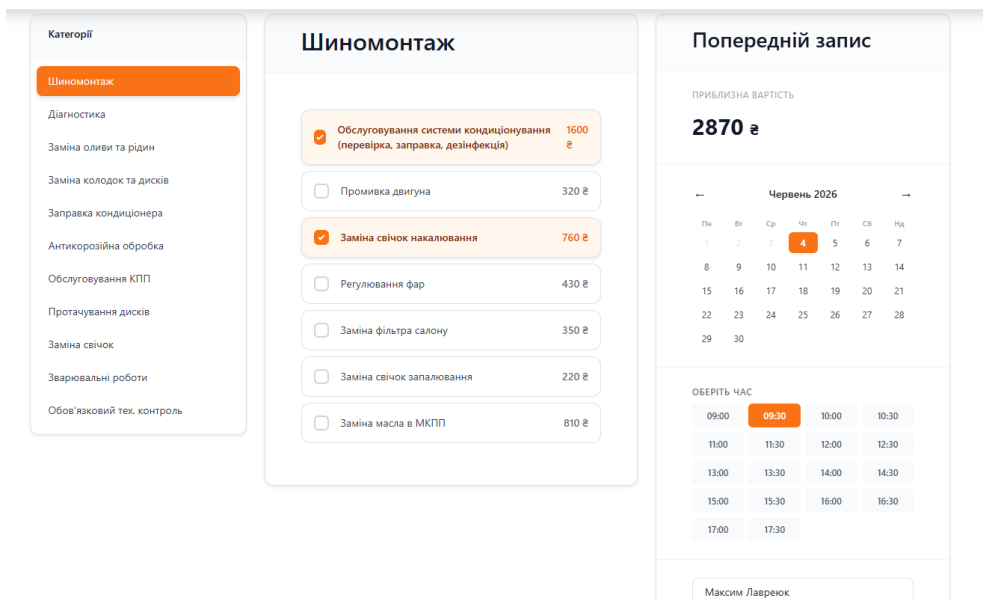 Категорії
Шиномонтаж
Діагностика
Заміна оливи та рідин
Заміна колодок та дисків
Заправка кондиціонера
Антикорозійна обробка
Обслуговування КПП
Протачування дисків
Заміна свічок
Зварювальні роботи
Обов'язковий тех. контроль
Шиномонтаж
Обслуговування системи кондиціонування 1600
(перевірка, заправка, дезінфекція) ₴
Промивка двигуна 320 ₴
Заміна свічок накалювання 760 ₴
Регулювання фар 430 ₴
Заміна фільтра салону 350 ₴
Заміна свічок запалювання 220 ₴
Заміна масла в МКПП 810 ₴
Попередній запис
ПРИБЛИЗНА ВАРТІСТЬ
2870 ₴
← Червень 2026 →
Пн Вт Ср Чт Пт Сб Нд
1 2 3 4 5 6 7
8 9 10 11 12 13 14
15 16 17 18 19 20 21
22 23 24 25 26 27 28
29 30
ОБЕРІТЬ ЧАС
09:00 09:30 10:00 10:30
11:00 11:30 12:00 12:30
13:00 13:30 14:00 14:30
15:00 15:30 16:00 16:30
17:00 17:30
Максим Лавреюк